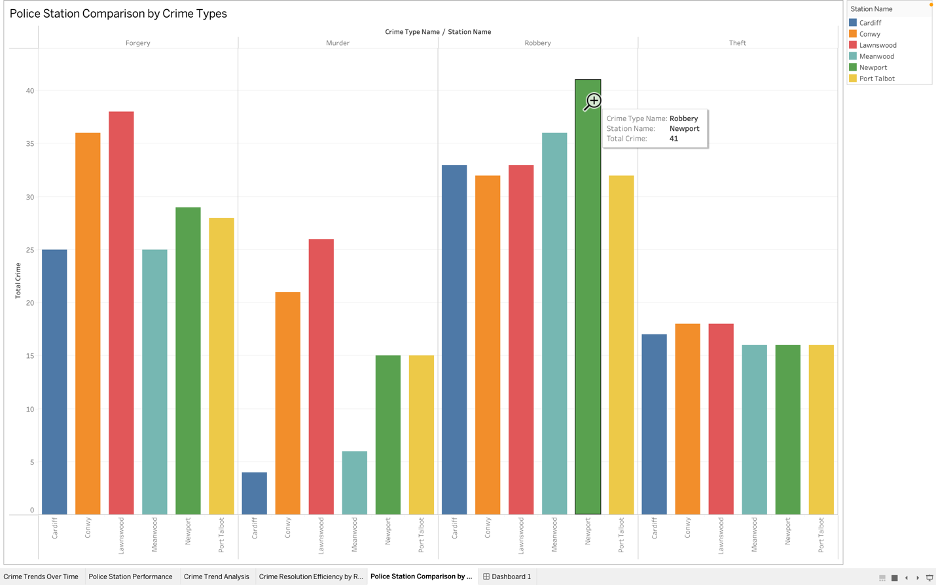 Police Station Comparison by Crime Types
Crime Type Name / Station Name
Forgery Murder Robbery Theft
Total Crime
40
35
30
25
20
15
10
5
0
Cardiff Conwy Lawnswood Meanwood Newport Port Talbot Cardiff Conwy Lawnswood Meanwood Newport Port Talbot Cardiff Conwy Lawnswood Meanwood Newport Port Talbot Cardiff Conwy Lawnswood Meanwood Newport Port Talbot
Crime Type Name: Robbery
Station Name: Newport
Total Crime: 41
Station Name
Cardiff
Conwy
Lawnswood
Meanwood
Newport
Port Talbot
Crime Trends Over Time Police Station Performance Crime Trend Analysis Crime Resolution Efficiency by R... Police Station Comparison by ... Dashboard 1